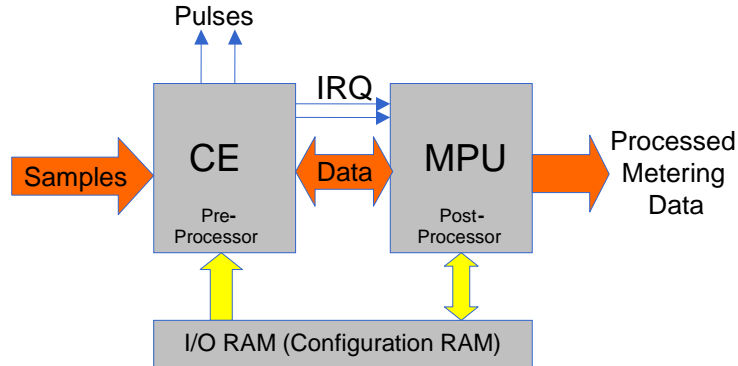 Pulses
IRQ
CE
MPU
Samples
Data
Processed
Metering
Data
Pre-
Processor
Post-
Processor
I/O RAM (Configuration RAM)